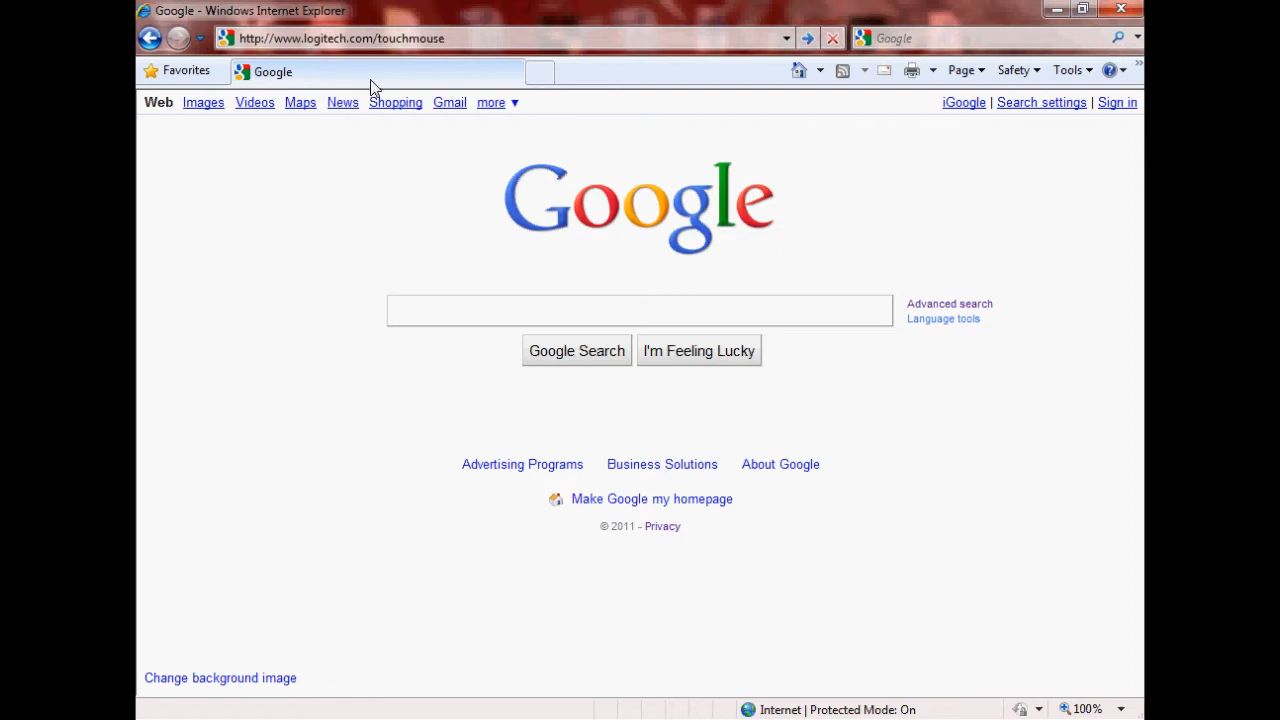 Google - Windows Internet Explorer
http://www.logitech.com/touchmouse
Google
Favorites
Google
Page
Safety
Tools
Web Images Videos Maps News Shopping Gmail more ▼
iGoogle | Search settings | Sign in
Google
Advanced search
Language tools
Google Search
I'm Feeling Lucky
Advertising Programs
Business Solutions
About Google
Make Google my homepage
© 2011 - Privacy
Change background image
Internet | Protected Mode: On
100%